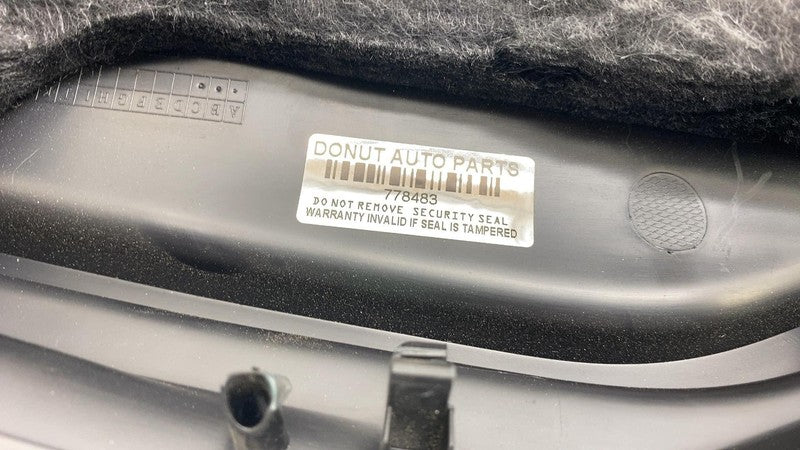 DONUT AUTO PARTS
778483
DO NOT REMOVE SECURITY SEAL
WARRANTY INVALID IF SEAL IS TAMPERED
A B C D E F G H I